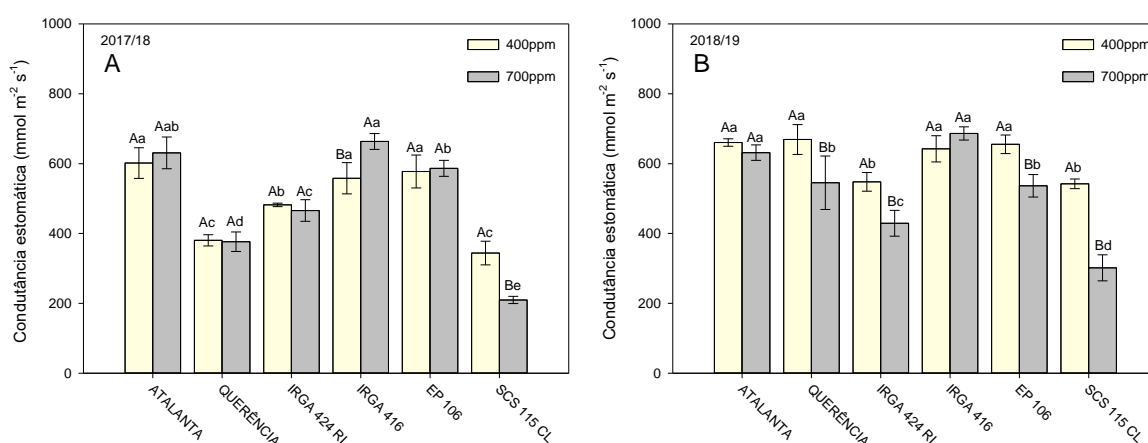 Condutância estomática (mmol m⁻² s⁻¹)
1000
800
600
400
200
0
2017/18
A
400ppm
700ppm
Aa
Aab
Ac
Ad
Ab
Ac
Ba
Aa
Aa
Ab
Ac
Be
ATALANTA
QUERÊNCIA
IRGA 424 RI
IRGA 416
EP 106
SCS 115 CL
Condutância estomática (mmol m⁻² s⁻¹)
1000
800
600
400
200
0
2018/19
B
400ppm
700ppm
Aa
Aa
Aa
Bb
Ab
Bc
Aa
Aa
Aa
Bb
Ab
Bd
ATALANTA
QUERÊNCIA
IRGA 424 RI
IRGA 416
EP 106
SCS 115 CL